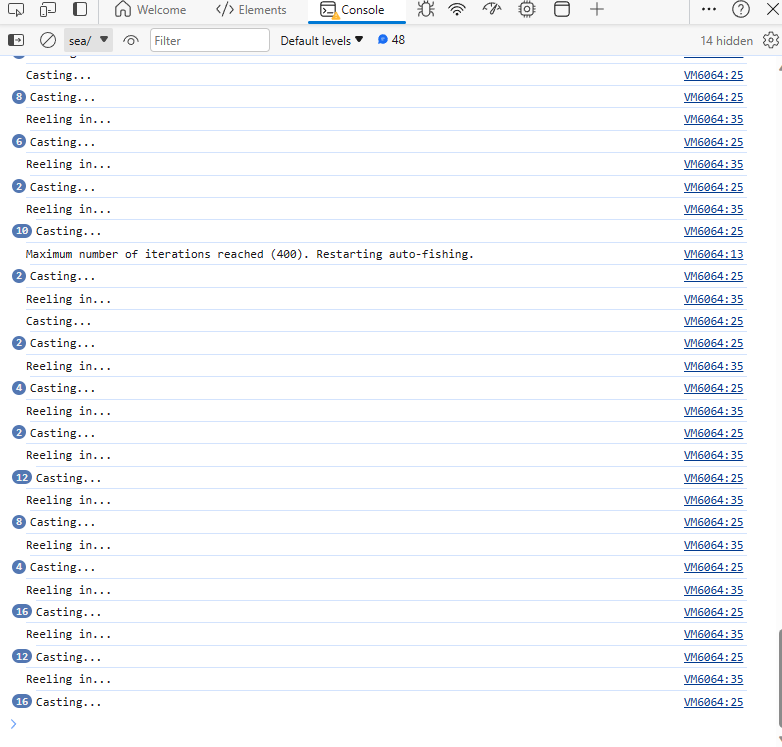 Welcome Elements Console
sea/ Filter Default levels 48 14 hidden
Casting... VM6064:25
8 Casting... VM6064:25
Reeling in... VM6064:35
6 Casting... VM6064:25
Reeling in... VM6064:35
2 Casting... VM6064:25
Reeling in... VM6064:35
10 Casting... VM6064:25
Maximum number of iterations reached (400). Restarting auto-fishing. VM6064:13
2 Casting... VM6064:25
Reeling in... VM6064:35
Casting... VM6064:25
2 Casting... VM6064:25
Reeling in... VM6064:35
4 Casting... VM6064:25
Reeling in... VM6064:35
2 Casting... VM6064:25
Reeling in... VM6064:35
12 Casting... VM6064:25
Reeling in... VM6064:35
8 Casting... VM6064:25
Reeling in... VM6064:35
4 Casting... VM6064:25
Reeling in... VM6064:35
16 Casting... VM6064:25
Reeling in... VM6064:35
12 Casting... VM6064:25
Reeling in... VM6064:35
16 Casting... VM6064:25